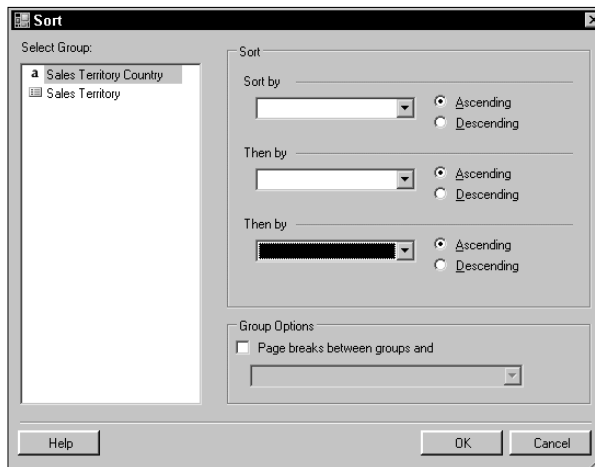 Sort
Select Group:
a Sales Territory Country
Sales Territory
Sort
Sort by
Ascending
Descending
Then by
Ascending
Descending
Then by
Ascending
Descending
Group Options
Page breaks between groups and
Help
OK
Cancel